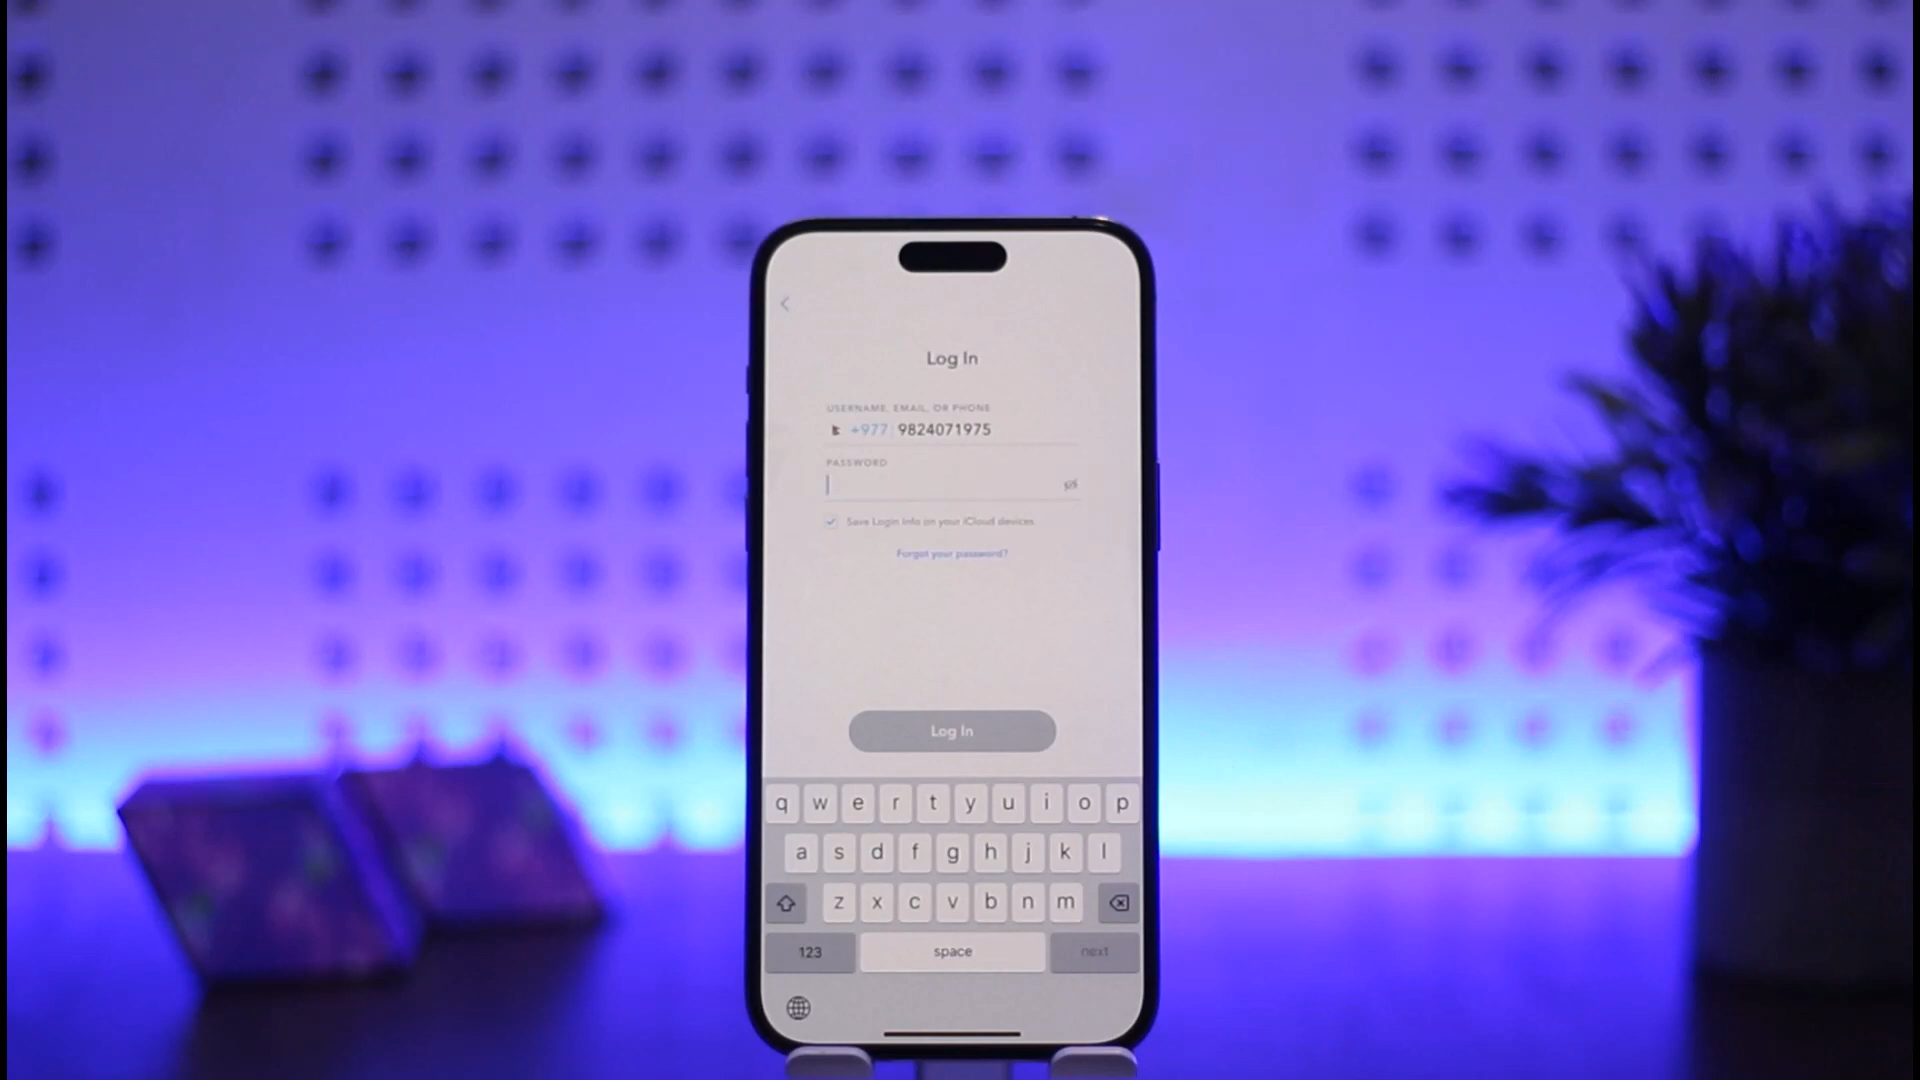 Log In
USERNAME, EMAIL, OR PHONE
+977 9824071975
PASSWORD
Save Login Info on your iCloud devices
Forgot your password?
Log In
q w e r t y u i o p
a s d f g h j k l
z x c v b n m
123 space next